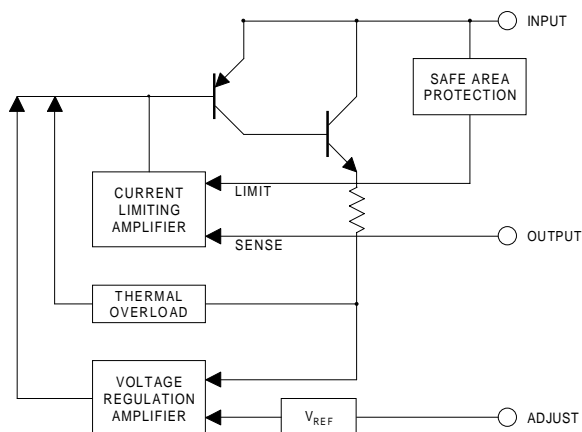 INPUT
SAFE AREA
PROTECTION
CURRENT
LIMITING
AMPLIFIER
LIMIT
SENSE
OUTPUT
THERMAL
OVERLOAD
VOLTAGE
REGULATION
AMPLIFIER
VREF
ADJUST